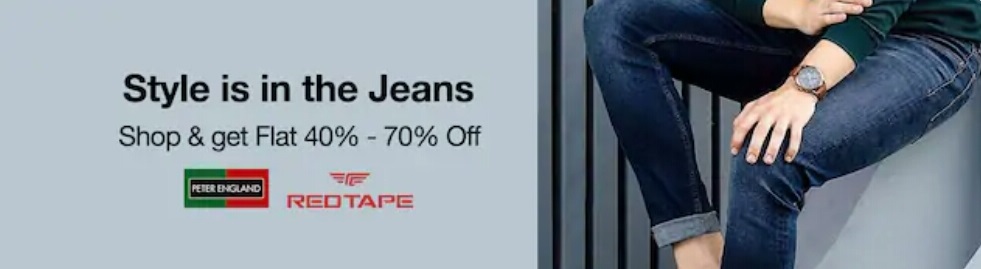 Style is in the Jeans
Shop & get Flat 40% - 70% Off
PETER ENGLAND
REDTAPE